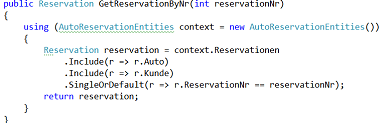 public Reservation GetReservationByNr(int reservationNr)
{
using (AutoReservationEntities context = new AutoReservationEntities())
{
Reservation reservation = context.Reservationen
.Include(r => r.Auto)
.Include(r => r.Kunde)
.SingleOrDefault(r => r.ReservationNr == reservationNr);
return reservation;
}
}